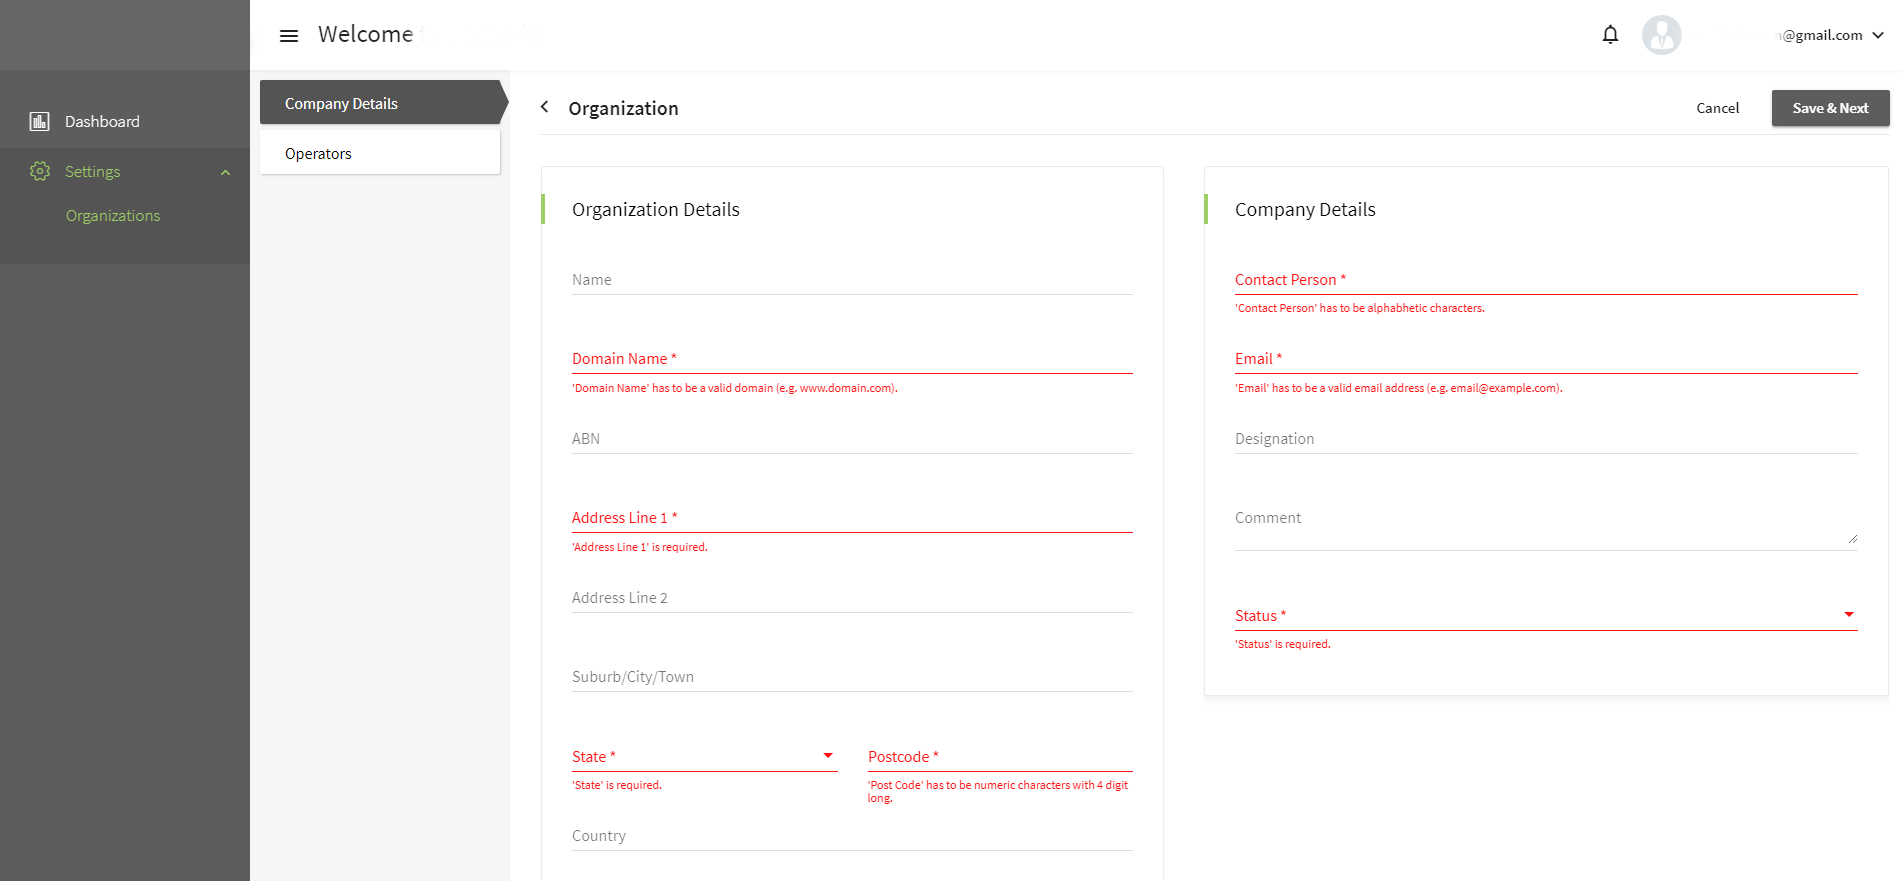 Welcome
@gmail.com
Dashboard
Settings
Organizations
Company Details
Operators
Organization
Cancel
Save & Next
Organization Details
Name
Domain Name *
'Domain Name' has to be a valid domain (e.g. www.domain.com).
ABN
Address Line 1 *
'Address Line 1' is required.
Address Line 2
Suburb/City/Town
State *
'State' is required.
Postcode *
'Post Code' has to be numeric characters with 4 digit
long.
Country
Company Details
Contact Person *
'Contact Person' has to be alphabhetic characters.
Email *
'Email' has to be a valid email address (e.g. email@example.com).
Designation
Comment
Status *
'Status' is required.